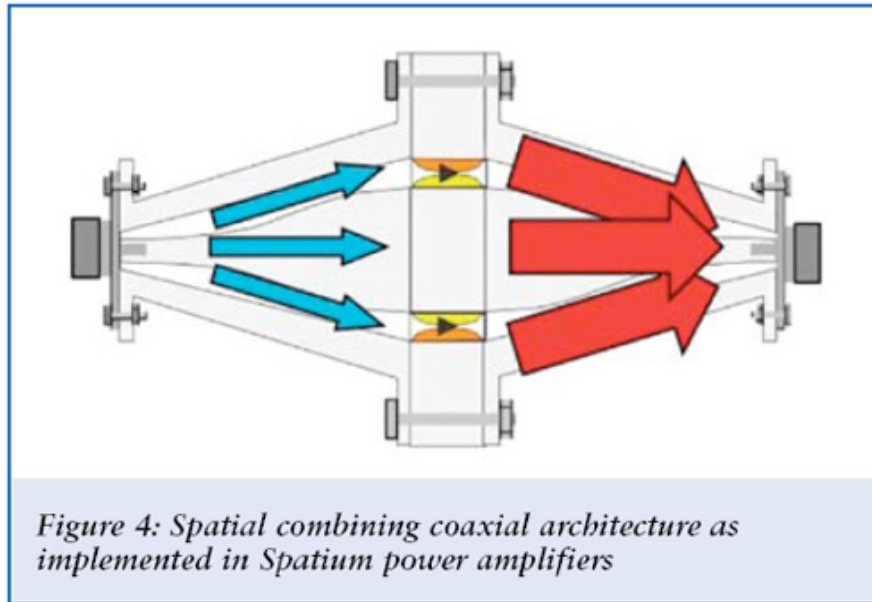 Figure 4: Spatial combining coaxial architecture as
implemented in Spatium power amplifiers